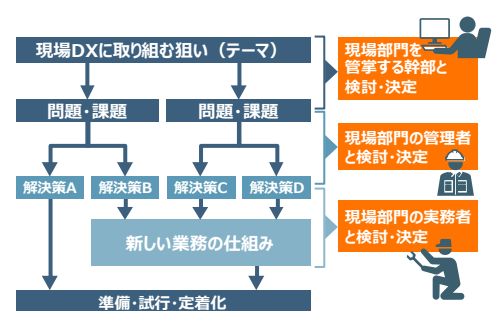 現場DXに取り組む狙い（テーマ）
現場部門を
管掌する幹部と
検討・決定
問題・課題
問題・課題
現場部門の管理者
と検討・決定
解決策A
解決策B
解決策C
解決策D
現場部門の実務者
と検討・決定
新しい業務の仕組み
準備・試行・定着化